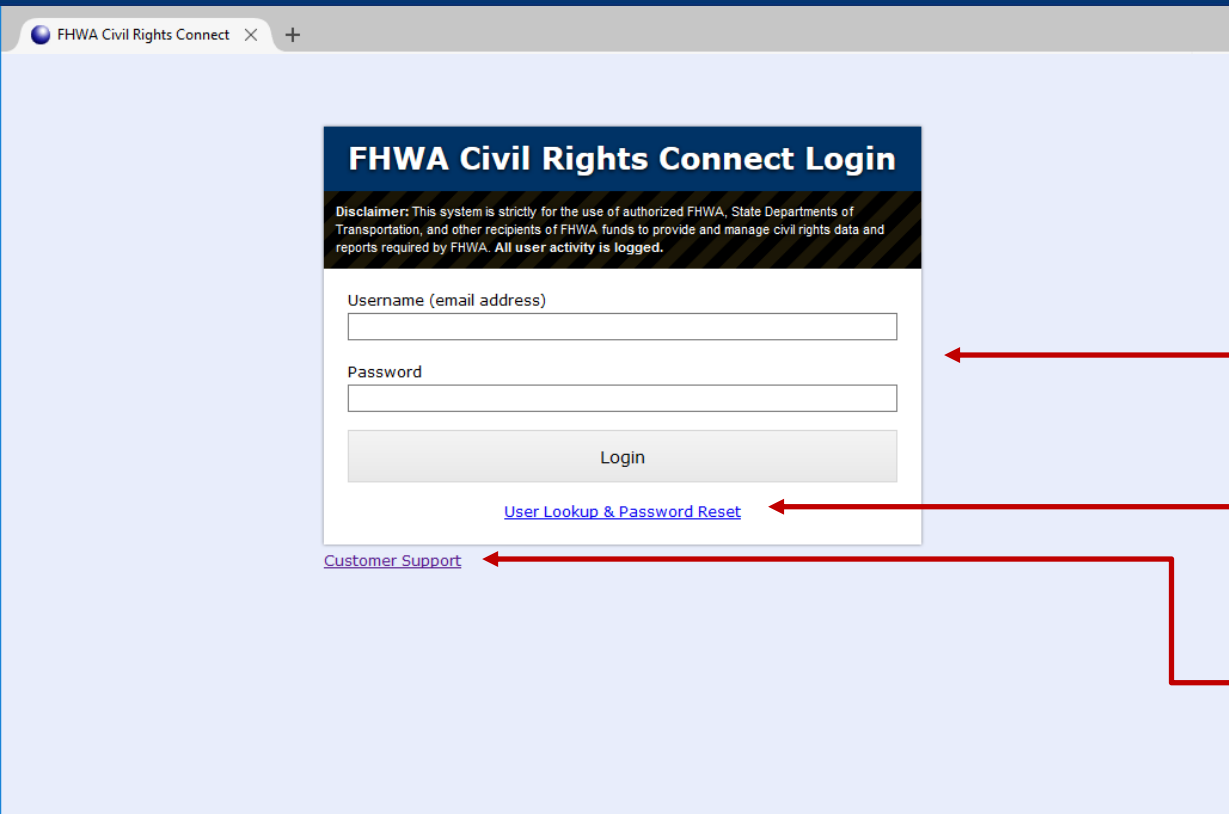 FHWA Civil Rights Connect
FHWA Civil Rights Connect Login
Disclaimer: This system is strictly for the use of authorized FHWA, State Departments of
Transportation, and other recipients of FHWA funds to provide and manage civil rights data and
reports required by FHWA. All user activity is logged.
Username (email address)
Password
Login
User Lookup & Password Reset
Customer Support